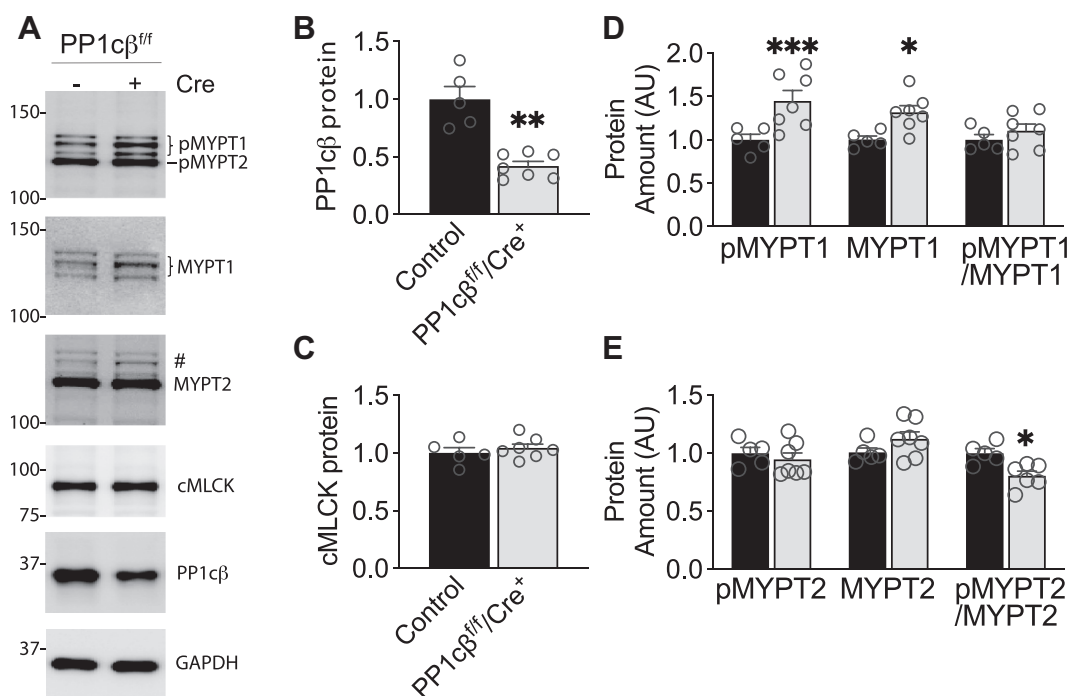 A
PP1cβf/f
- + Cre
150
pMYPT1
pMYPT2
100
150
MYPT1
100
#
MYPT2
100
100
cMLCK
75
37
PP1cβ
37
GAPDH
B
PP1cβ protein
1.5
1.0
0.5
0.0
**
Control
PP1cβf/f/Cre+
C
cMLCK protein
1.5
1.0
0.5
0.0
Control
PP1cβf/f/Cre+
D
Protein
Amount (AU)
2.0
1.5
1.0
0.5
0.0
*** *
pMYPT1 MYPT1 pMYPT1
/MYPT1
E
Protein
Amount (AU)
1.5
1.0
0.5
0.0
*
pMYPT2 MYPT2 pMYPT2
/MYPT2